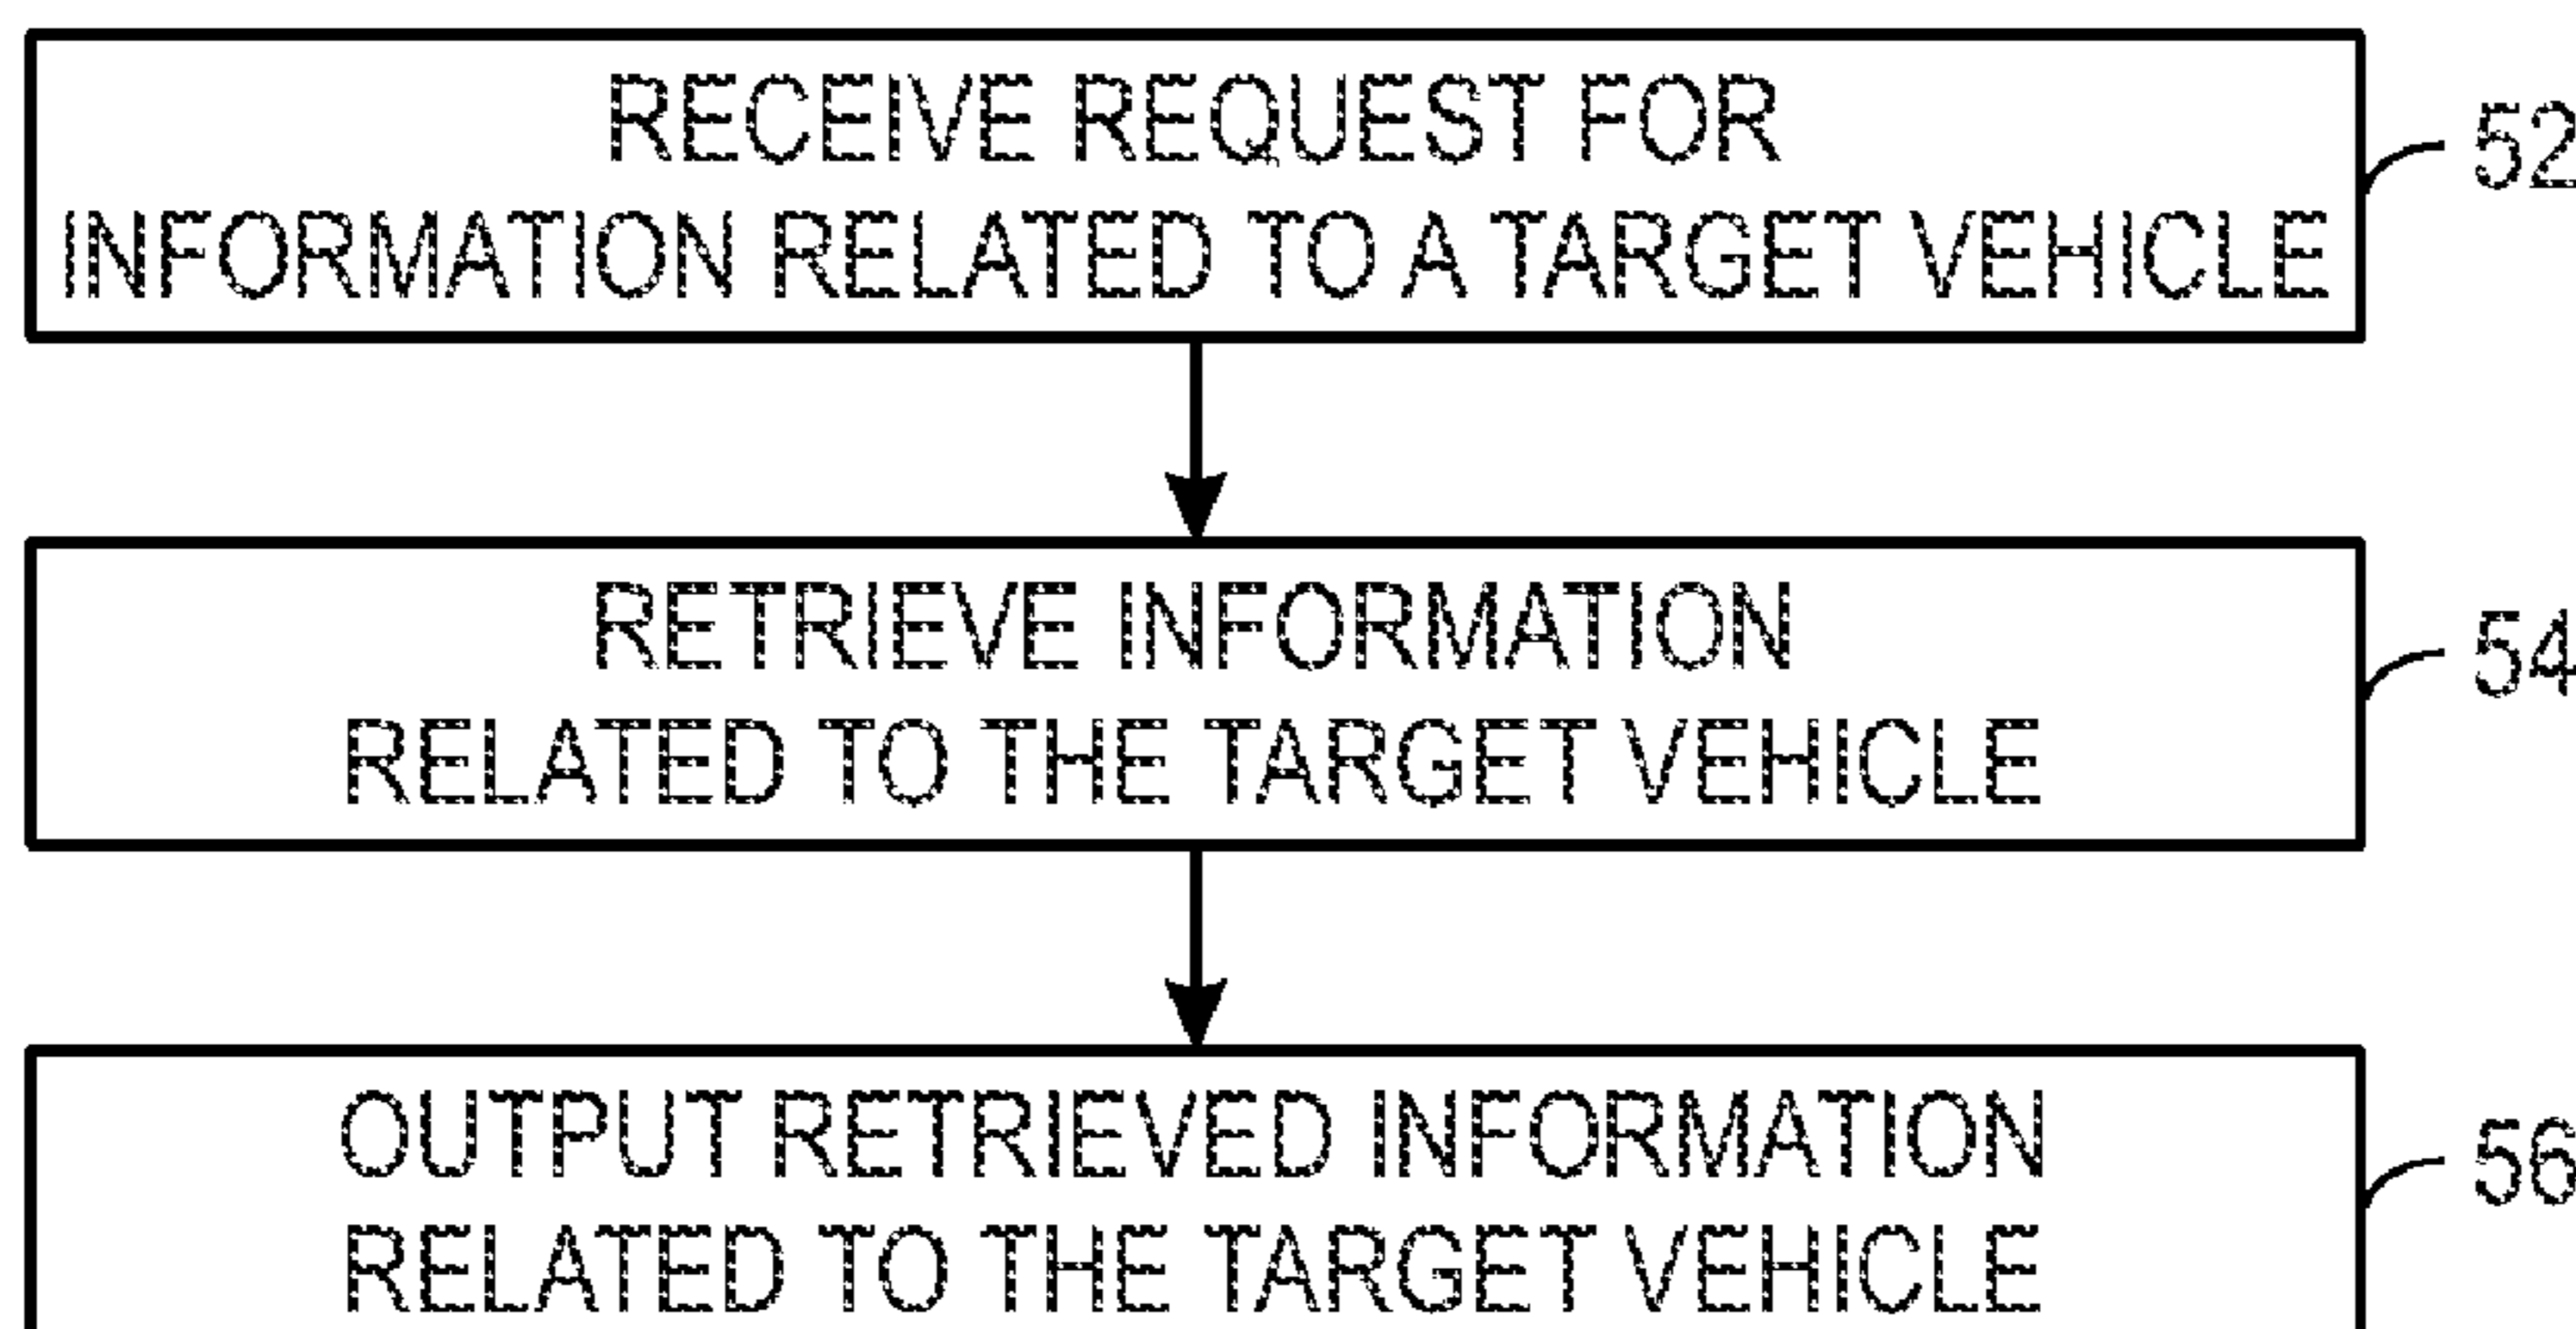 RECEIVE REQUEST FOR
INFORMATION RELATED TO A TARGET VEHICLE
52
RETRIEVE INFORMATION
RELATED TO THE TARGET VEHICLE
54
OUTPUT RETRIEVED INFORMATION
RELATED TO THE TARGET VEHICLE
56